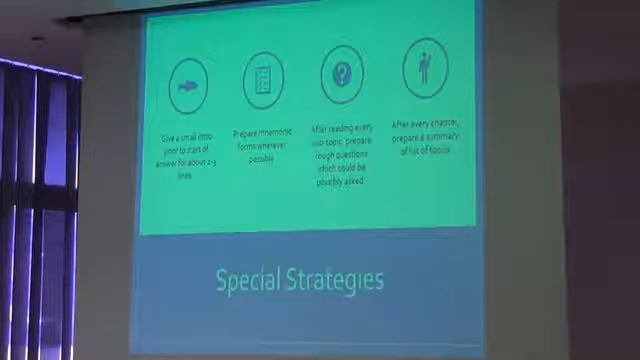 Give a small intro
prior to start of
answer for about 2-3
lines
Prepare mnemonic
forms wherever
possible
After reading every
sub-topic, prepare
rough questions
which could be
possibly asked
After every chapter,
prepare a summary
of list of topics
Special Strategies